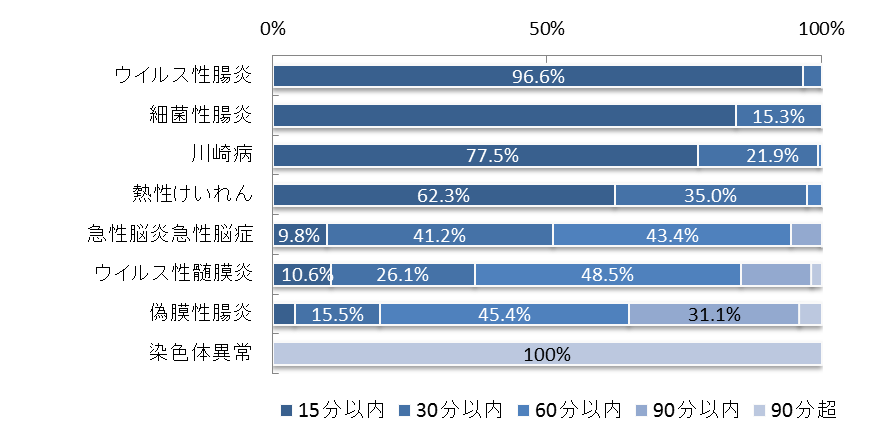 0% 50% 100%
ウイルス性腸炎 96.6%
細菌性腸炎 15.3%
川崎病 77.5% 21.9%
熱性けいれん 62.3% 35.0%
急性脳炎急性脳症 9.8% 41.2% 43.4%
ウイルス性髄膜炎 10.6% 26.1% 48.5%
偽膜性腸炎 15.5% 45.4% 31.1%
染色体異常 100%
15分以内 30分以内 60分以内 90分以内 90分超